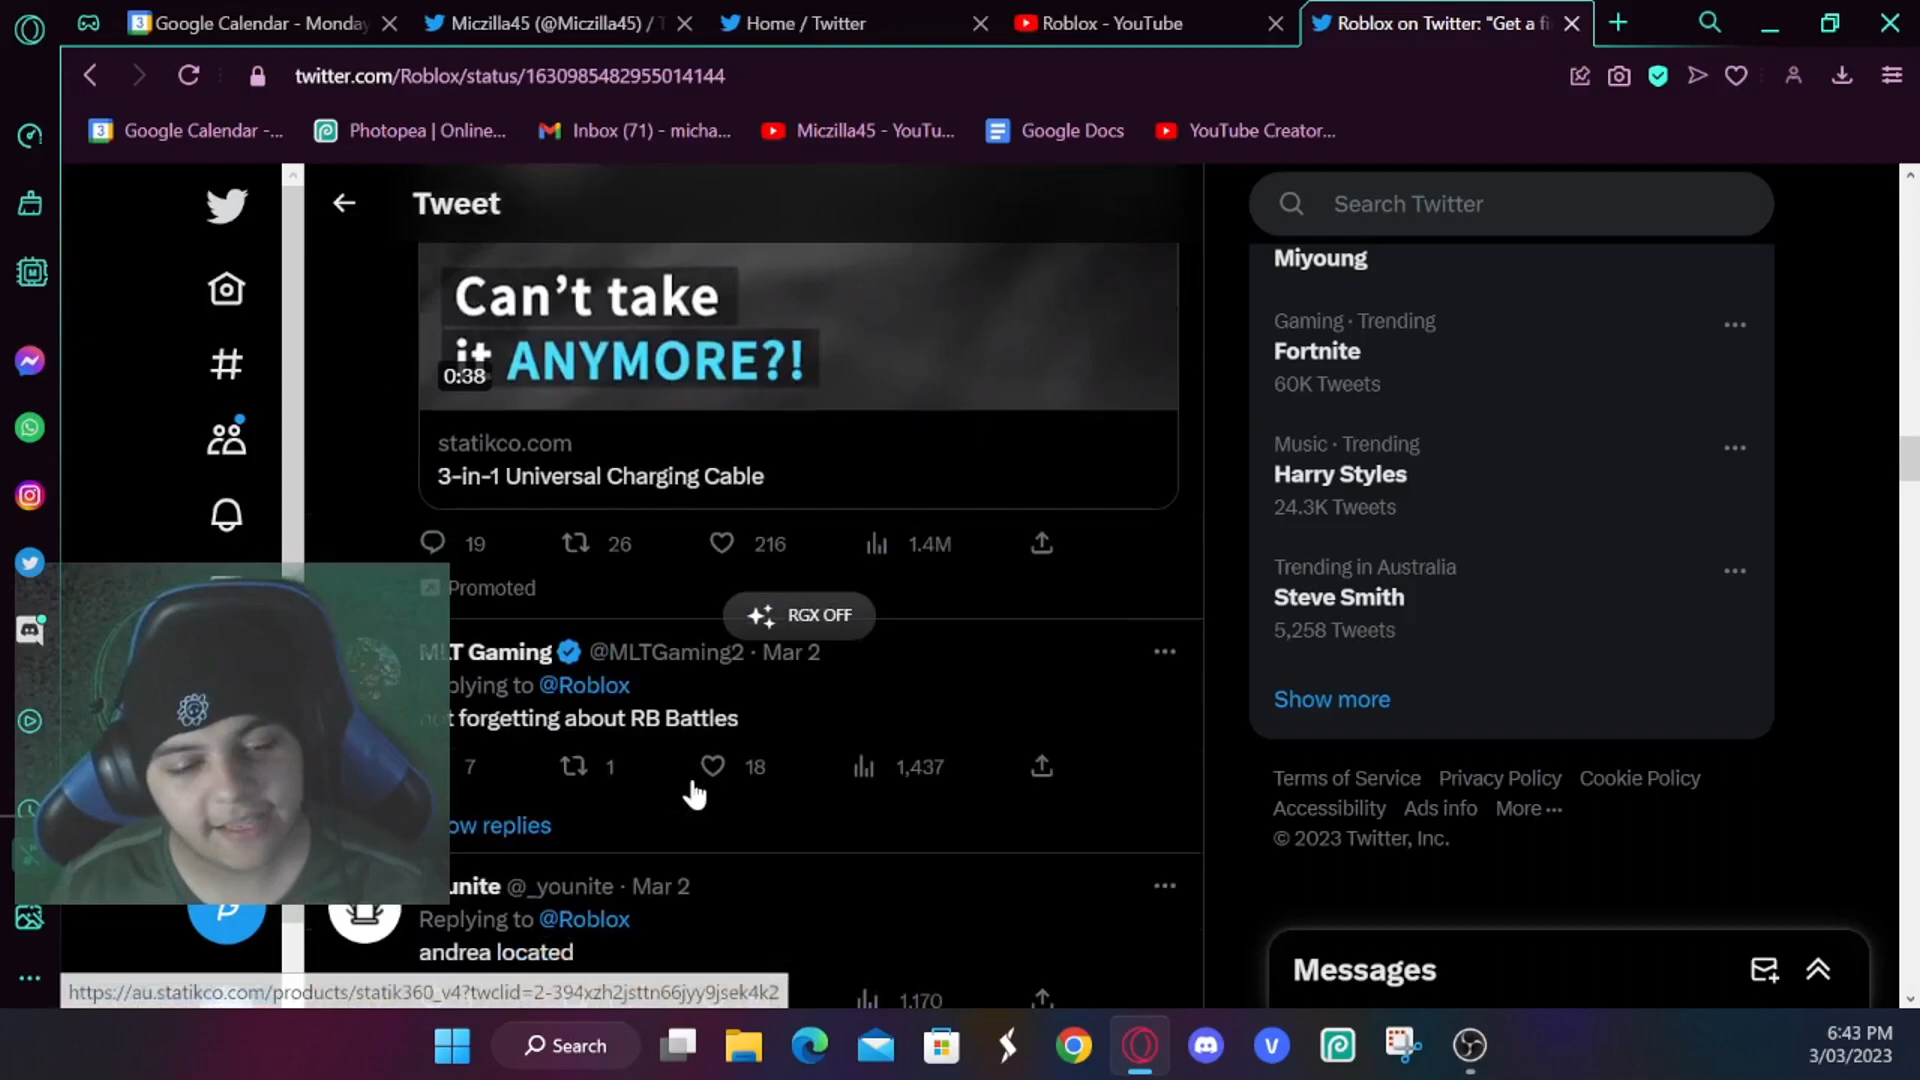 Google Calendar - Monday
Miczilla45 (@Miczilla45) / T
Home / Twitter
Roblox - YouTube
Roblox on Twitter: "Get a fi
twitter.com/Roblox/status/1630985482955014144
Google Calendar -...
Photopea | Online...
Inbox (71) - micha...
Miczilla45 - YouTu...
Google Docs
YouTube Creator...
Tweet
Search Twitter
Can't take
it ANYMORE?!
0:38
statikco.com
3-in-1 Universal Charging Cable
19 26 216 1.4M
Promoted
RGX OFF
MLT Gaming @MLTGaming2 · Mar 2
plying to @Roblox
t forgetting about RB Battles
7 1 18 1,437
ow replies
unite @_younite · Mar 2
Replying to @Roblox
andrea located
1,170
https://au.statikco.com/products/statik360_v4?twclid=2-394xzh2jsttn66jyy9jsek4k2
Miyoung
Gaming · Trending
Fortnite
60K Tweets
Music · Trending
Harry Styles
24.3K Tweets
Trending in Australia
Steve Smith
5,258 Tweets
Show more
Terms of Service Privacy Policy Cookie Policy
Accessibility Ads info More ···
© 2023 Twitter, Inc.
Messages
Search
6:43 PM
3/03/2023